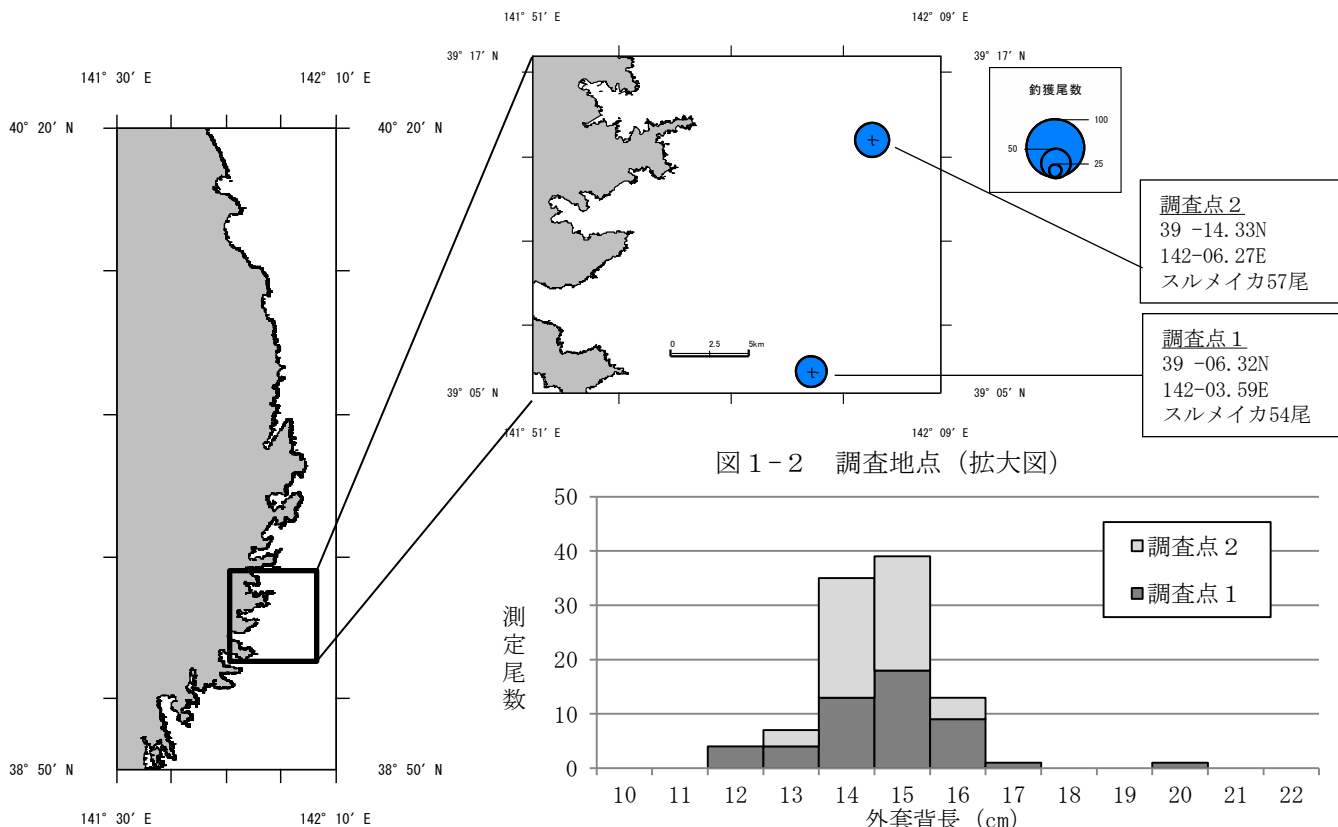 141° 30′ E
142° 10′ E
40° 20′ N
40° 20′ N
38° 50′ N
38° 50′ N
141° 30′ E
142° 10′ E
141° 51′ E
142° 09′ E
39° 17′ N
39° 17′ N
39° 05′ N
39° 05′ N
141° 51′ E
142° 09′ E
0 2.5 5km
釣獲尾数
100
50
25
調査点２
39 -14.33N
142-06.27E
スルメイカ57尾
調査点１
39 -06.32N
142-03.59E
スルメイカ54尾
図１-２ 調査地点（拡大図）
50
40
30
20
10
0
測定尾数
調査点２
調査点１
10 11 12 13 14 15 16 17 18 19 20 21 22
外套背長（cm）